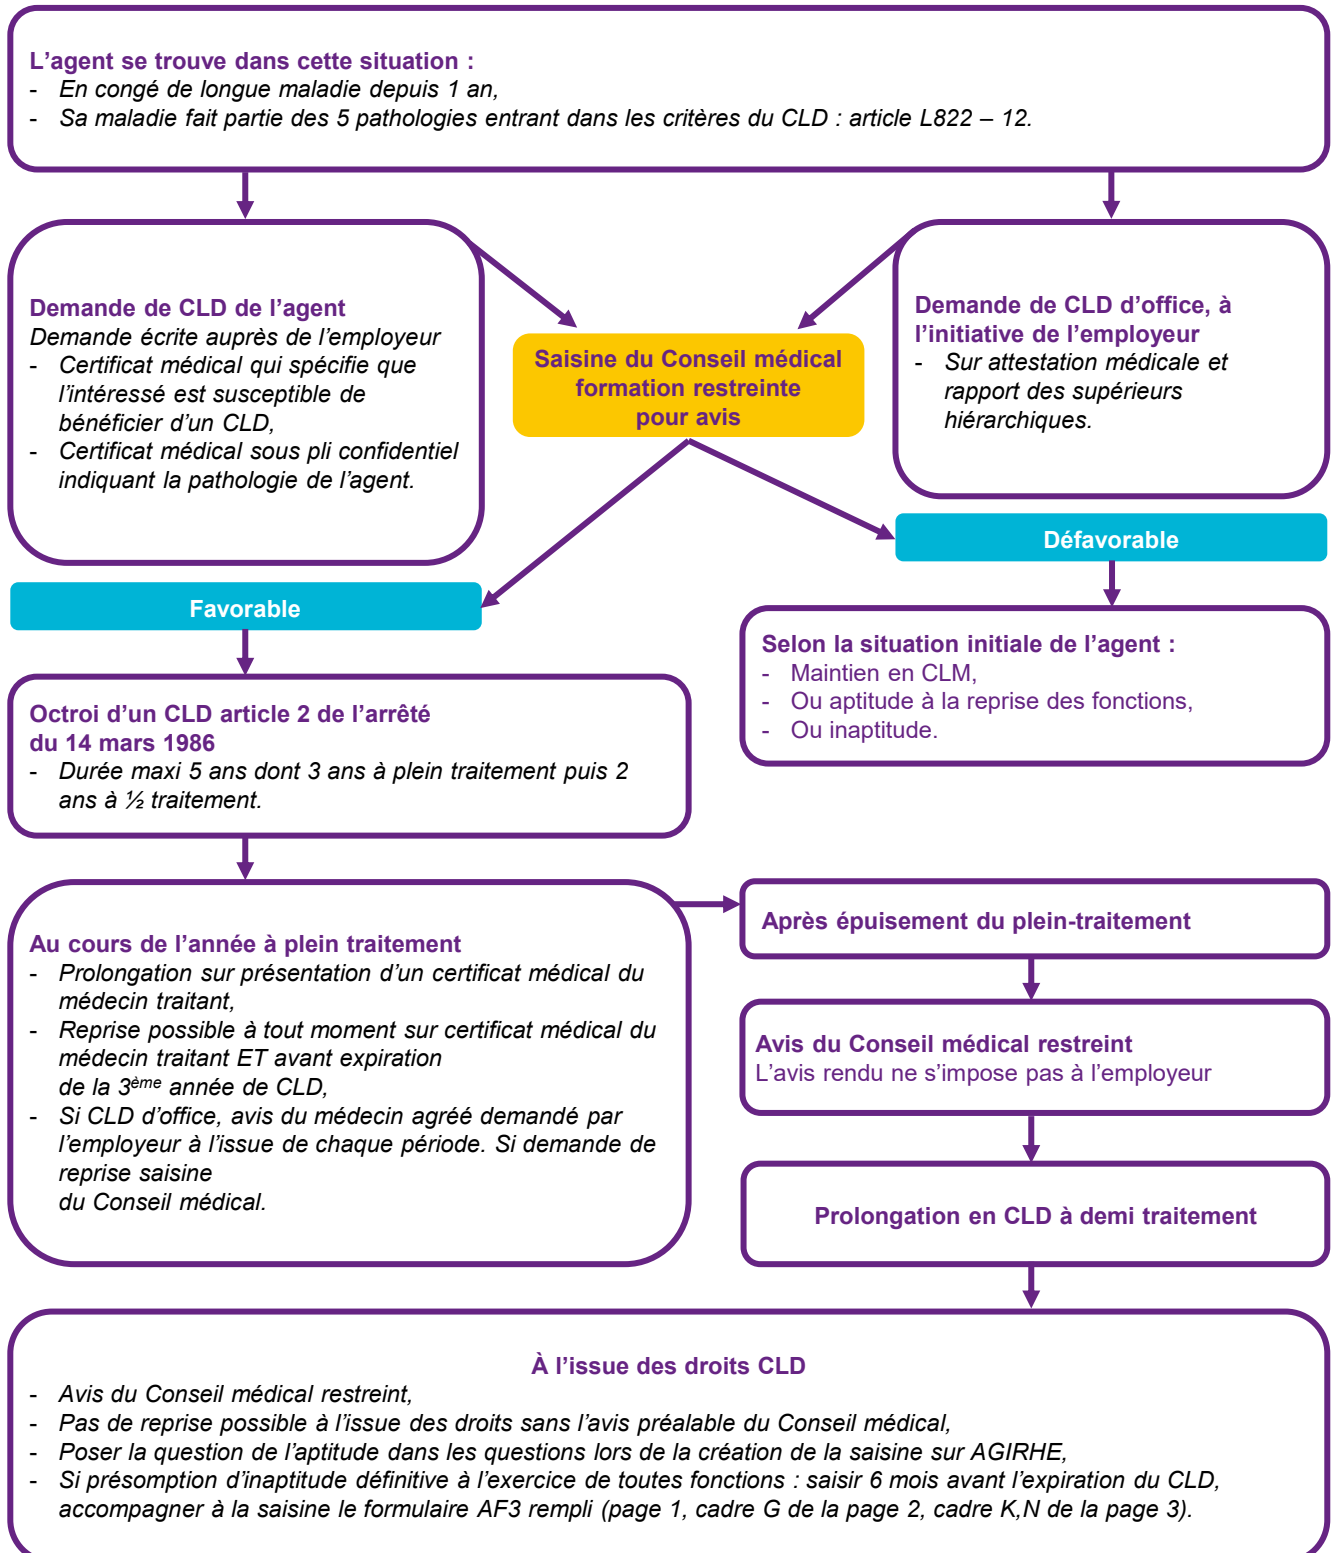 L’agent se trouve dans cette situation :
- En congé de longue maladie depuis 1 an,
- Sa maladie fait partie des 5 pathologies entrant dans les critères du CLD : article L822 – 12.
Demande de CLD de l’agent
Demande écrite auprès de l’employeur
- Certificat médical qui spécifie que
l’intéressé est susceptible de
bénéficier d’un CLD,
- Certificat médical sous pli confidentiel
indiquant la pathologie de l’agent.
Saisine du Conseil médical
formation restreinte
pour avis
Demande de CLD d’office, à
l’initiative de l’employeur
- Sur attestation médicale et
rapport des supérieurs
hiérarchiques.
Défavorable
Favorable
Selon la situation initiale de l’agent :
- Maintien en CLM,
- Ou aptitude à la reprise des fonctions,
- Ou inaptitude.
Octroi d’un CLD article 2 de l’arrêté
du 14 mars 1986
- Durée maxi 5 ans dont 3 ans à plein traitement puis 2
ans à ½ traitement.
Au cours de l’année à plein traitement
- Prolongation sur présentation d’un certificat médical du
médecin traitant,
- Reprise possible à tout moment sur certificat médical du
médecin traitant ET avant expiration
de la 3ème année de CLD,
- Si CLD d’office, avis du médecin agréé demandé par
l’employeur à l’issue de chaque période. Si demande de
reprise saisine
du Conseil médical.
Après épuisement du plein-traitement
Avis du Conseil médical restreint
L’avis rendu ne s’impose pas à l’employeur
Prolongation en CLD à demi traitement
À l’issue des droits CLD
- Avis du Conseil médical restreint,
- Pas de reprise possible à l’issue des droits sans l’avis préalable du Conseil médical,
- Poser la question de l’aptitude dans les questions lors de la création de la saisine sur AGIRHE,
- Si présomption d’inaptitude définitive à l’exercice de toutes fonctions : saisir 6 mois avant l’expiration du CLD,
accompagner à la saisine le formulaire AF3 rempli (page 1, cadre G de la page 2, cadre K,N de la page 3).